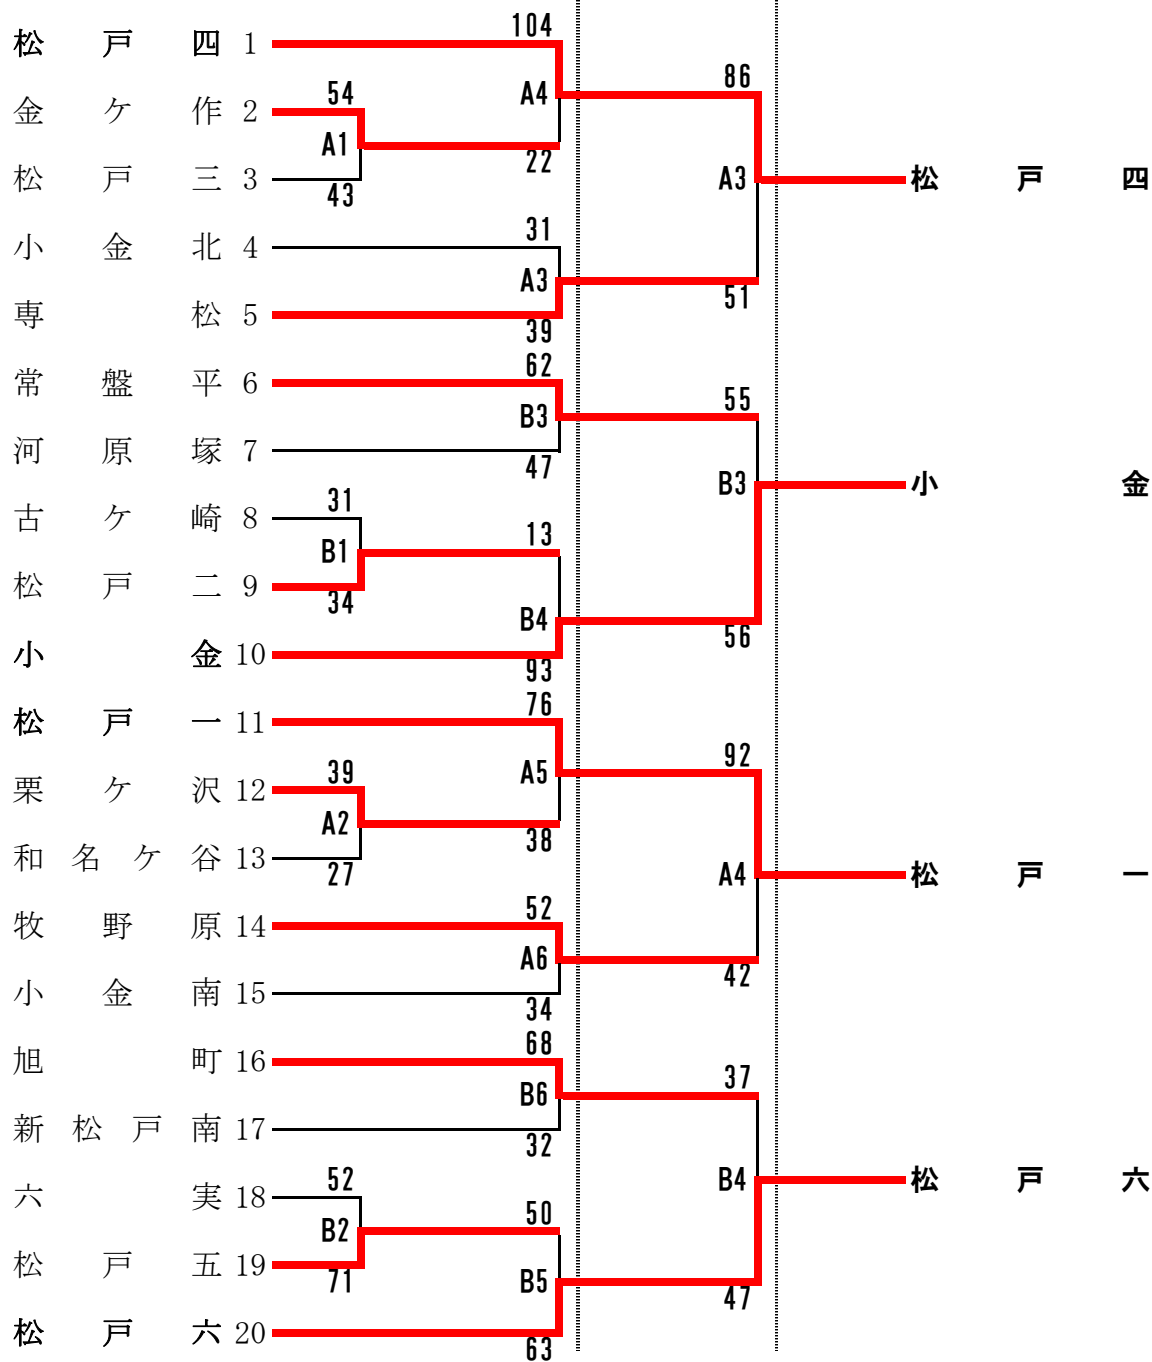 104
松戸四 1
86
54
金ケ作 2
A4
A1
22
松戸三 3
A3
松戸四
43
31
小金北 4
A3
51
専松 5
39
62
常盤平 6
55
B3
河原塚 7
47
B3
小金
31
古ケ崎 8
13
B1
松戸二 9
34
B4
56
小金 10
93
76
松戸一 11
92
39
栗ケ沢 12
A5
A2
38
和名ケ谷 13
27
A4
松戸一
52
牧野原 14
A6
42
小金南 15
34
68
旭町 16
37
B6
新松戸南 17
32
52
B4
松戸六
六実 18
50
B2
松戸五 19
71
B5
47
松戸六 20
63